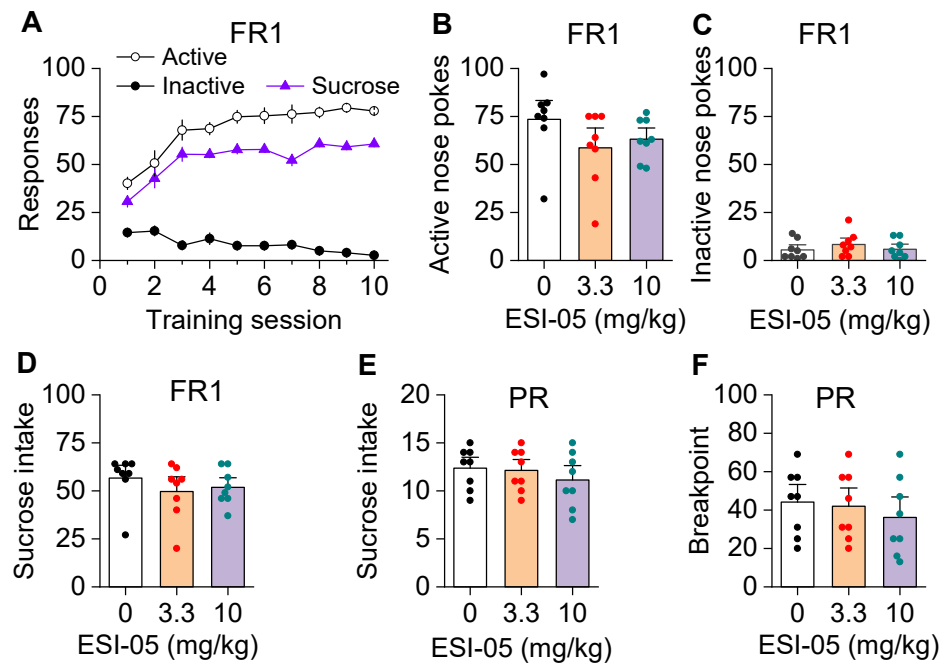 A
FR1
Active
Inactive
Sucrose
Responses
100
75
50
25
0
0 2 4 6 8 10
Training session
B
FR1
Active nose pokes
100
75
50
25
0
0 3.3 10
ESI-05 (mg/kg)
C
FR1
Inactive nose pokes
100
75
50
25
0
0 3.3 10
ESI-05 (mg/kg)
D
FR1
Sucrose intake
100
75
50
25
0
0 3.3 10
ESI-05 (mg/kg)
E
PR
Sucrose intake
20
15
10
5
0
0 3.3 10
ESI-05 (mg/kg)
F
PR
Breakpoint
100
80
60
40
20
0
0 3.3 10
ESI-05 (mg/kg)